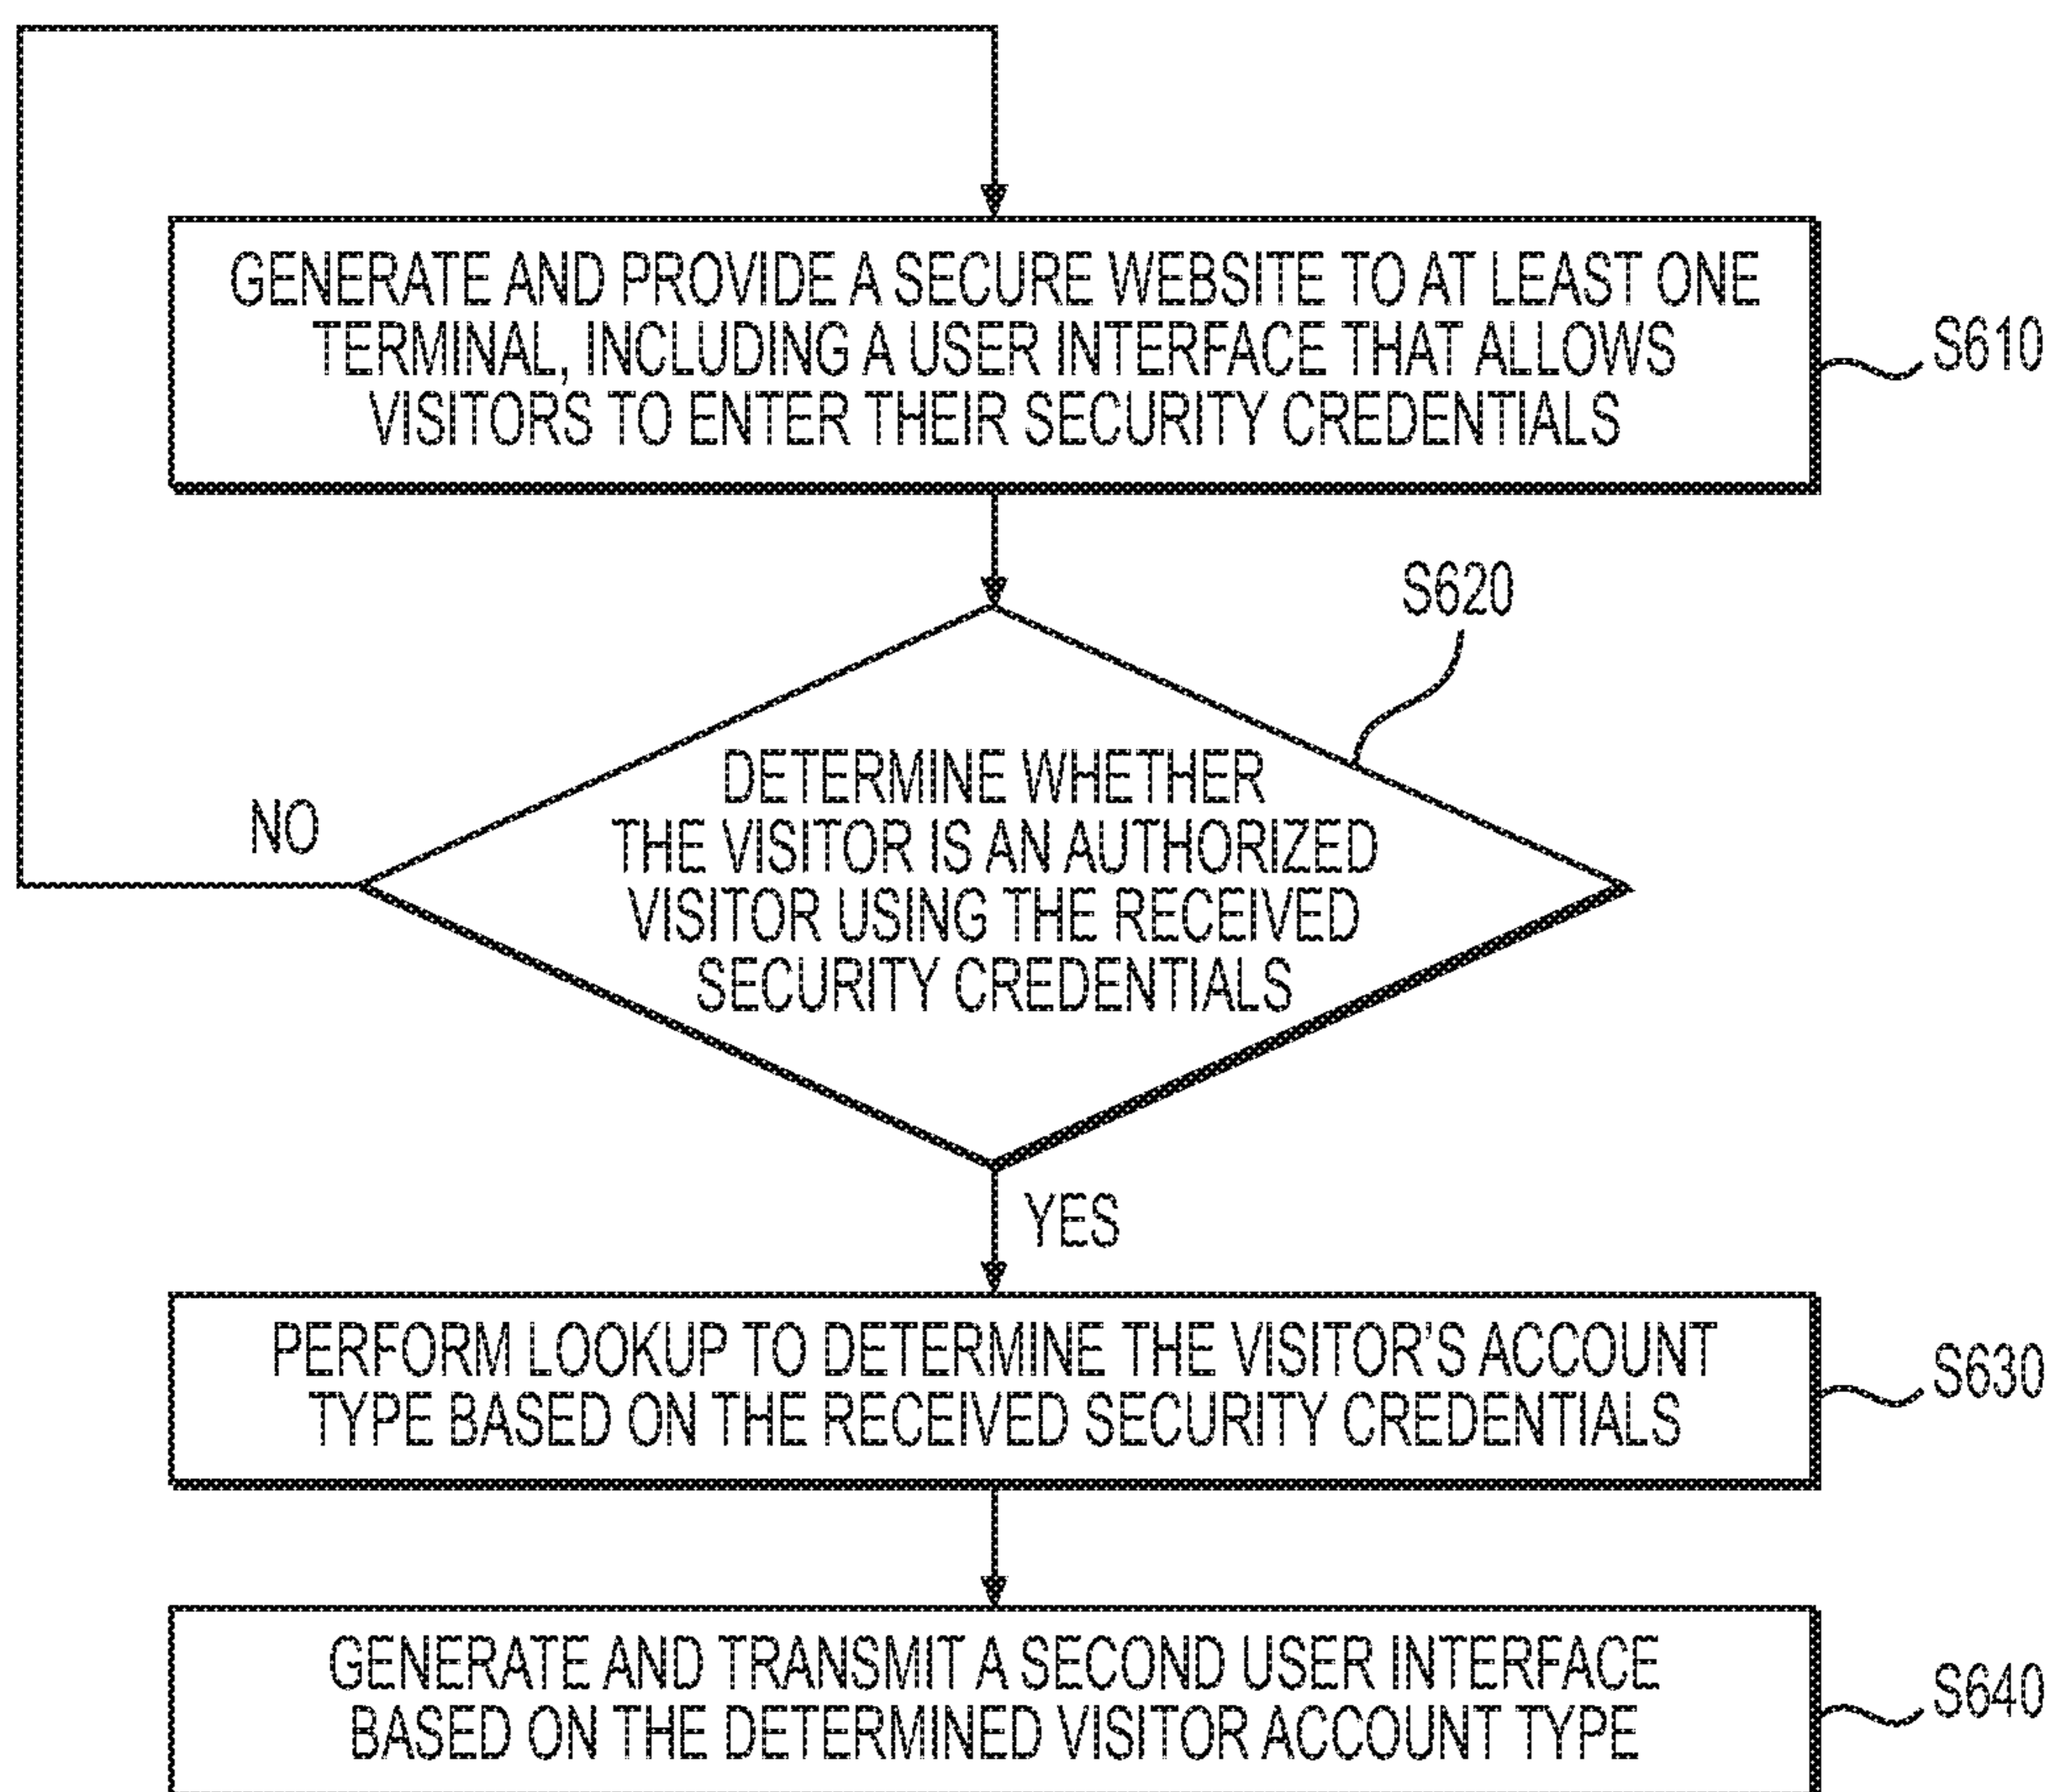 GENERATE AND PROVIDE A SECURE WEBSITE TO AT LEAST ONE
TERMINAL, INCLUDING A USER INTERFACE THAT ALLOWS
VISITORS TO ENTER THEIR SECURITY CREDENTIALS
S610
S620
DETERMINE WHETHER
THE VISITOR IS AN AUTHORIZED
VISITOR USING THE RECEIVED
SECURITY CREDENTIALS
NO
YES
PERFORM LOOKUP TO DETERMINE THE VISITOR'S ACCOUNT
TYPE BASED ON THE RECEIVED SECURITY CREDENTIALS
S630
GENERATE AND TRANSMIT A SECOND USER INTERFACE
BASED ON THE DETERMINED VISITOR ACCOUNT TYPE
S640